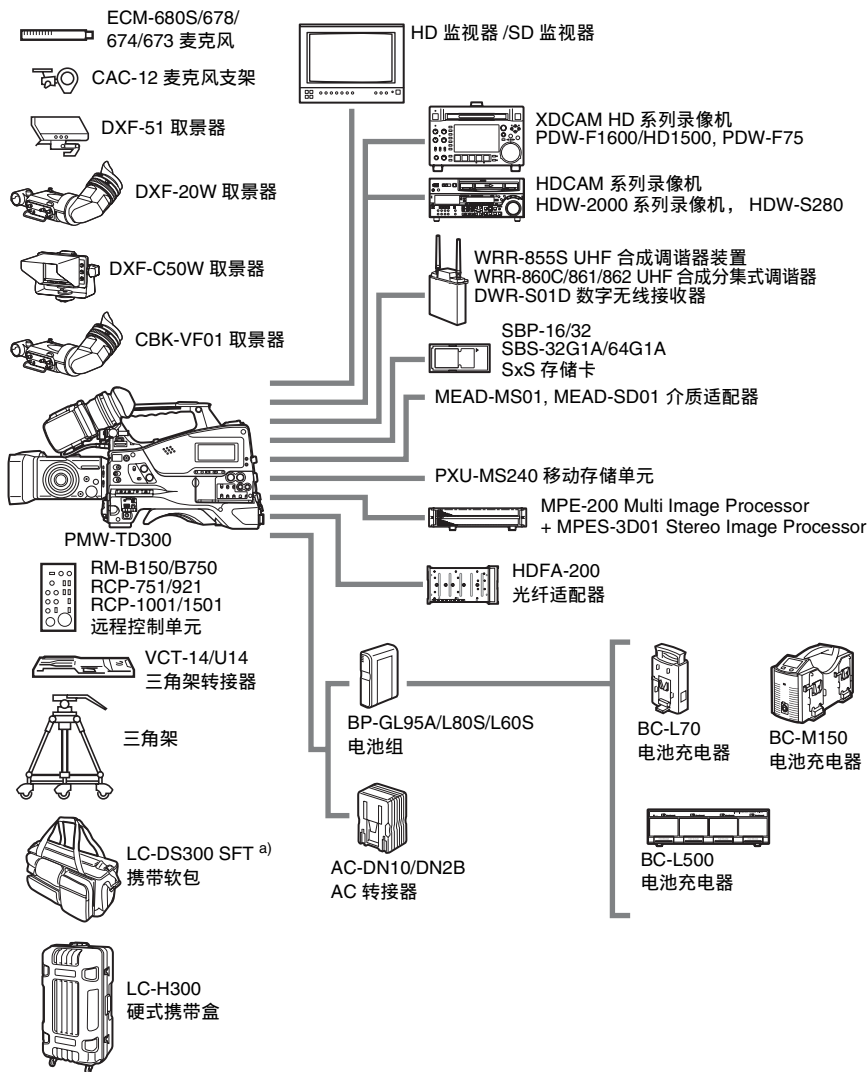 ECM-680S/678/
674/673 麦克风
CAC-12 麦克风支架
DXF-51 取景器
DXF-20W 取景器
DXF-C50W 取景器
CBK-VF01 取景器
PMW-TD300
RM-B150/B750
RCP-751/921
RCP-1001/1501
远程控制单元
VCT-14/U14
三角架转接器
三角架
LC-DS300 SFT a)
携带软包
LC-H300
硬式携带盒
HD 监视器 /SD 监视器
XDCAM HD 系列录像机
PDW-F1600/HD1500, PDW-F75
HDCAM 系列录像机
HDW-2000 系列录像机， HDW-S280
WRR-855S UHF 合成调谐器装置
WRR-860C/861/862 UHF 合成分集式调谐器
DWR-S01D 数字无线接收器
SBP-16/32
SBS-32G1A/64G1A
SxS 存储卡
MEAD-MS01, MEAD-SD01 介质适配器
PXU-MS240 移动存储单元
MPE-200 Multi Image Processor
+ MPES-3D01 Stereo Image Processor
HDFA-200
光纤适配器
BP-GL95A/L80S/L60S
电池组
AC-DN10/DN2B
AC 转接器
BC-L70
电池充电器
BC-M150
电池充电器
BC-L500
电池充电器